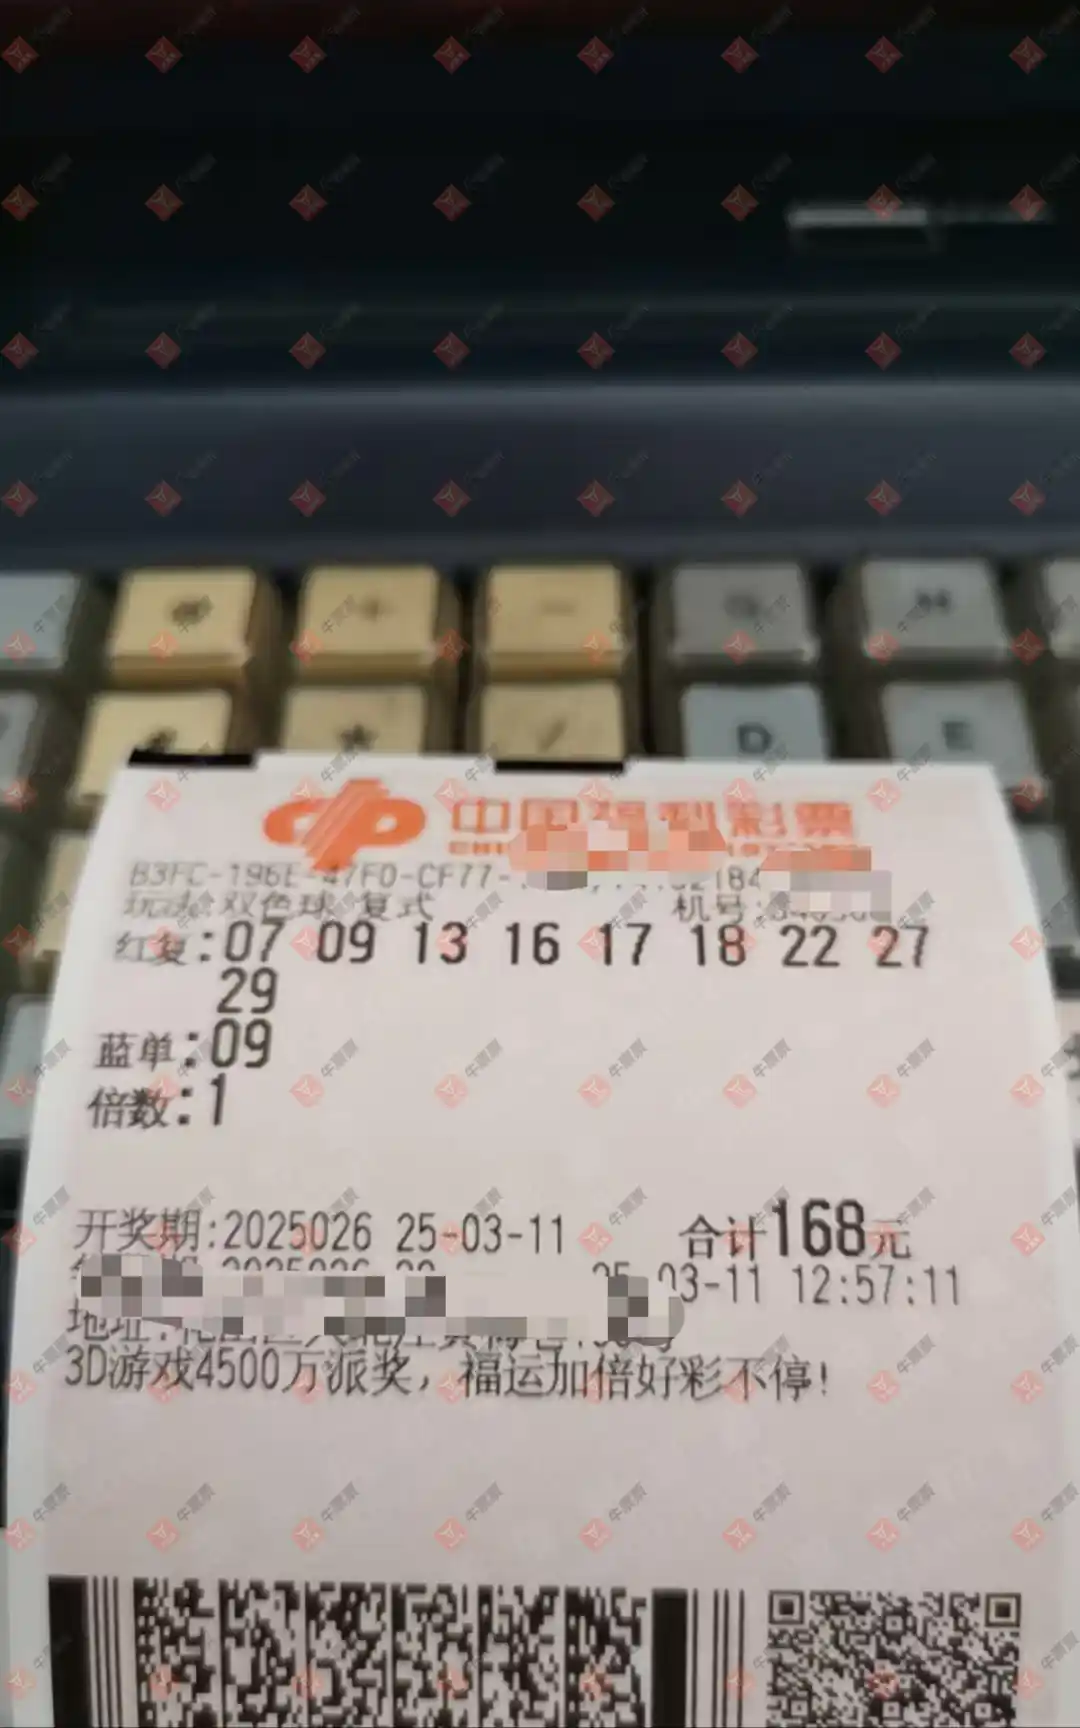 D
E
中国福利彩票
B3FC-196E-47F0-CF77-
玩法:双色球 复式
机号:
红复:07 09 13 16 17 18 22 27
29
蓝单:09
倍数:1
开奖期:2025026 25-03-11 合计168元
03-11 12:57:11
地址:
3D游戏4500万派奖，福运加倍好彩不停!
牛票票